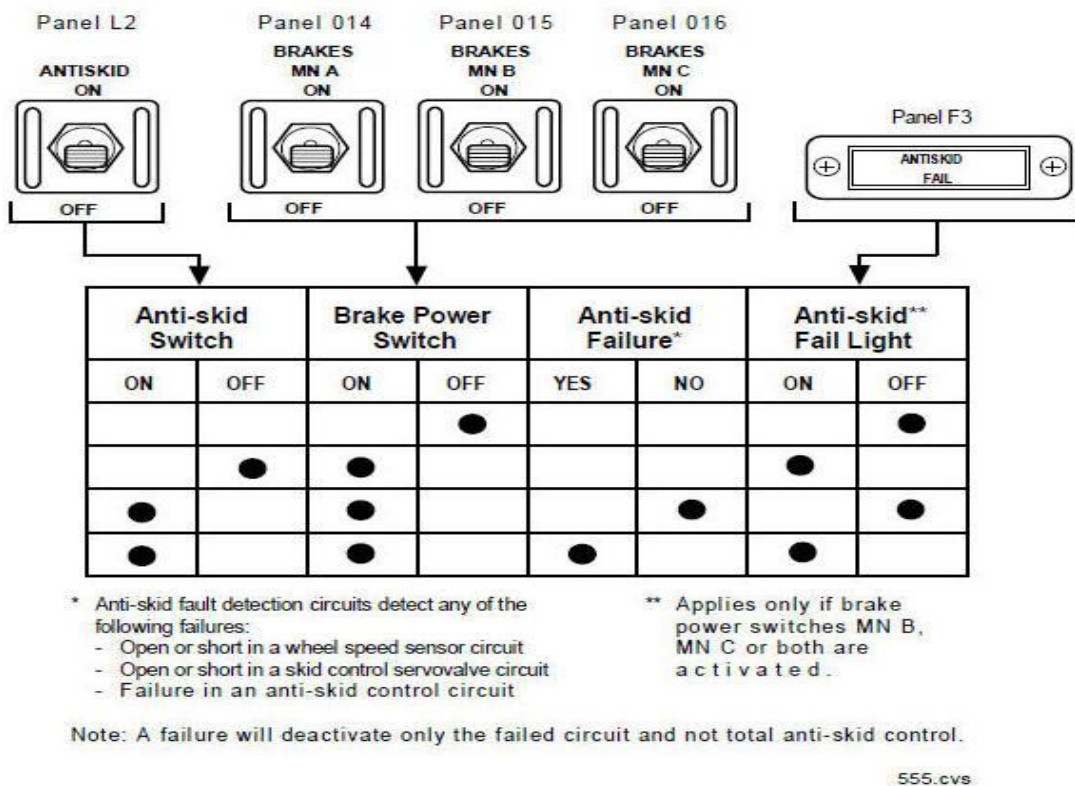 Panel L2
Panel 014
Panel 015
Panel 016
ANTISKID
ON
BRAKES
MN A
ON
BRAKES
MN B
ON
BRAKES
MN C
ON
Panel F3
ANTISKID
FAIL
OFF
OFF
OFF
OFF
Anti-skid
Switch
Brake Power
Switch
Anti-skid
Failure*
Anti-skid**
Fail Light
ON OFF ON OFF YES NO ON OFF
* Anti-skid fault detection circuits detect any of the
following failures:
- Open or short in a wheel speed sensor circuit
- Open or short in a skid control servovalve circuit
- Failure in an anti-skid control circuit
** Applies only if brake
power switches MN B,
MN C or both are
activated.
Note: A failure will deactivate only the failed circuit and not total anti-skid control.
555.cvs